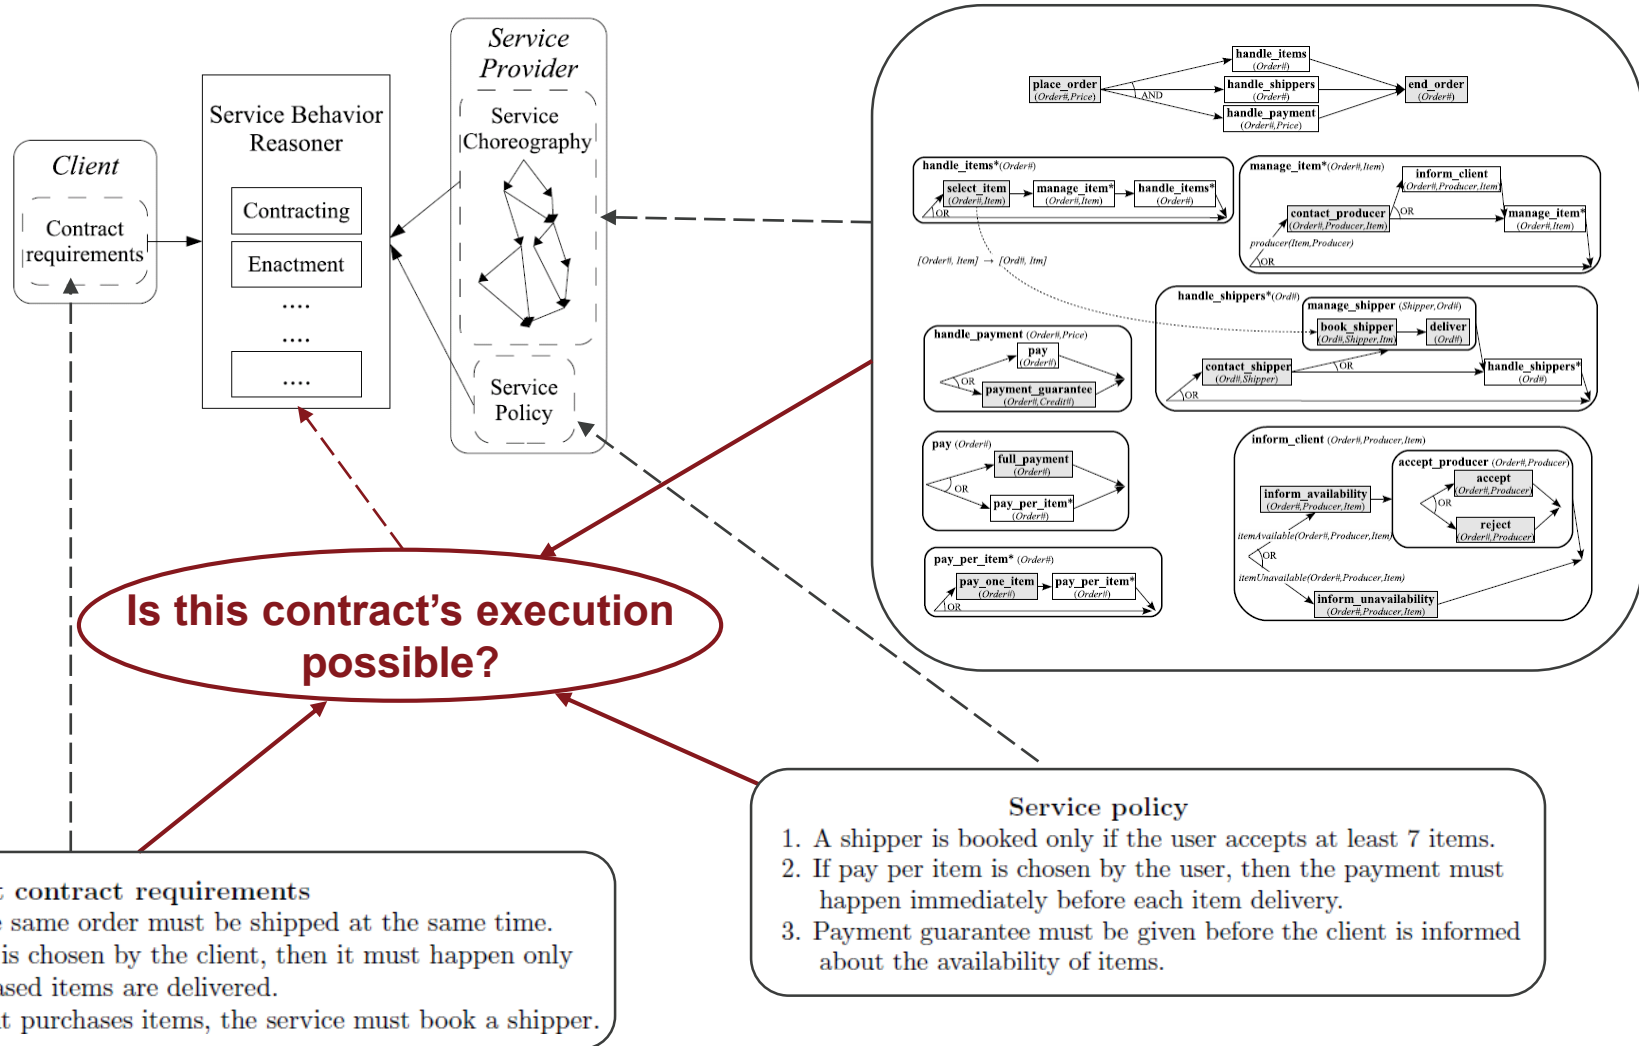 Client
Contract
requirements
Service Behavior
Reasoner
Contracting
Enactment
....
....
....
Service
Provider
Service
Choreography
Service
Policy
place_order
(Order#,Price)
AND
handle_items
(Order#)
handle_shippers
(Order#)
handle_payment
(Order#,Price)
end_order
(Order#)
handle_items*(Order#)
select_item
(Order#,Item)
manage_item*
(Order#,Item)
handle_items*
(Order#)
OR
manage_item*(Order#,Item)
inform_client
(Order#,Producer,Item)
contact_producer
(Order#,Producer,Item)
OR
manage_item*
(Order#,Item)
producer(Item,Producer)
OR
[Order#, Item] → [Ord#, Itm]
handle_shippers*(Ord#)
manage_shipper (Shipper,Ord#)
book_shipper
(Ord#,Shipper,Itm)
deliver
(Ord#)
contact_shipper
(Ord#,Shipper)
OR
handle_shippers*
(Ord#)
OR
handle_payment (Order#,Price)
pay
(Order#)
OR
payment_guarantee
(Order#,Credit#)
pay (Order#)
full_payment
(Order#)
OR
pay_per_item*
(Order#)
pay_per_item* (Order#)
pay_one_item
(Order#)
pay_per_item*
(Order#)
OR
inform_client (Order#,Producer,Item)
accept_producer (Order#,Producer)
accept
(Order#,Producer)
OR
reject
(Order#,Producer)
inform_availability
(Order#,Producer,Item)
itemAvailable(Order#,Producer,Item)
OR
itemUnavailable(Order#,Producer,Item)
inform_unavailability
(Order#,Producer,Item)
Is this contract's execution
possible?
Service policy
1. A shipper is booked only if the user accepts at least 7 items.
2. If pay per item is chosen by the user, then the payment must
happen immediately before each item delivery.
3. Payment guarantee must be given before the client is informed
about the availability of items.
contract requirements
same order must be shipped at the same time.
is chosen by the client, then it must happen only
items are delivered.
purchases items, the service must book a shipper.